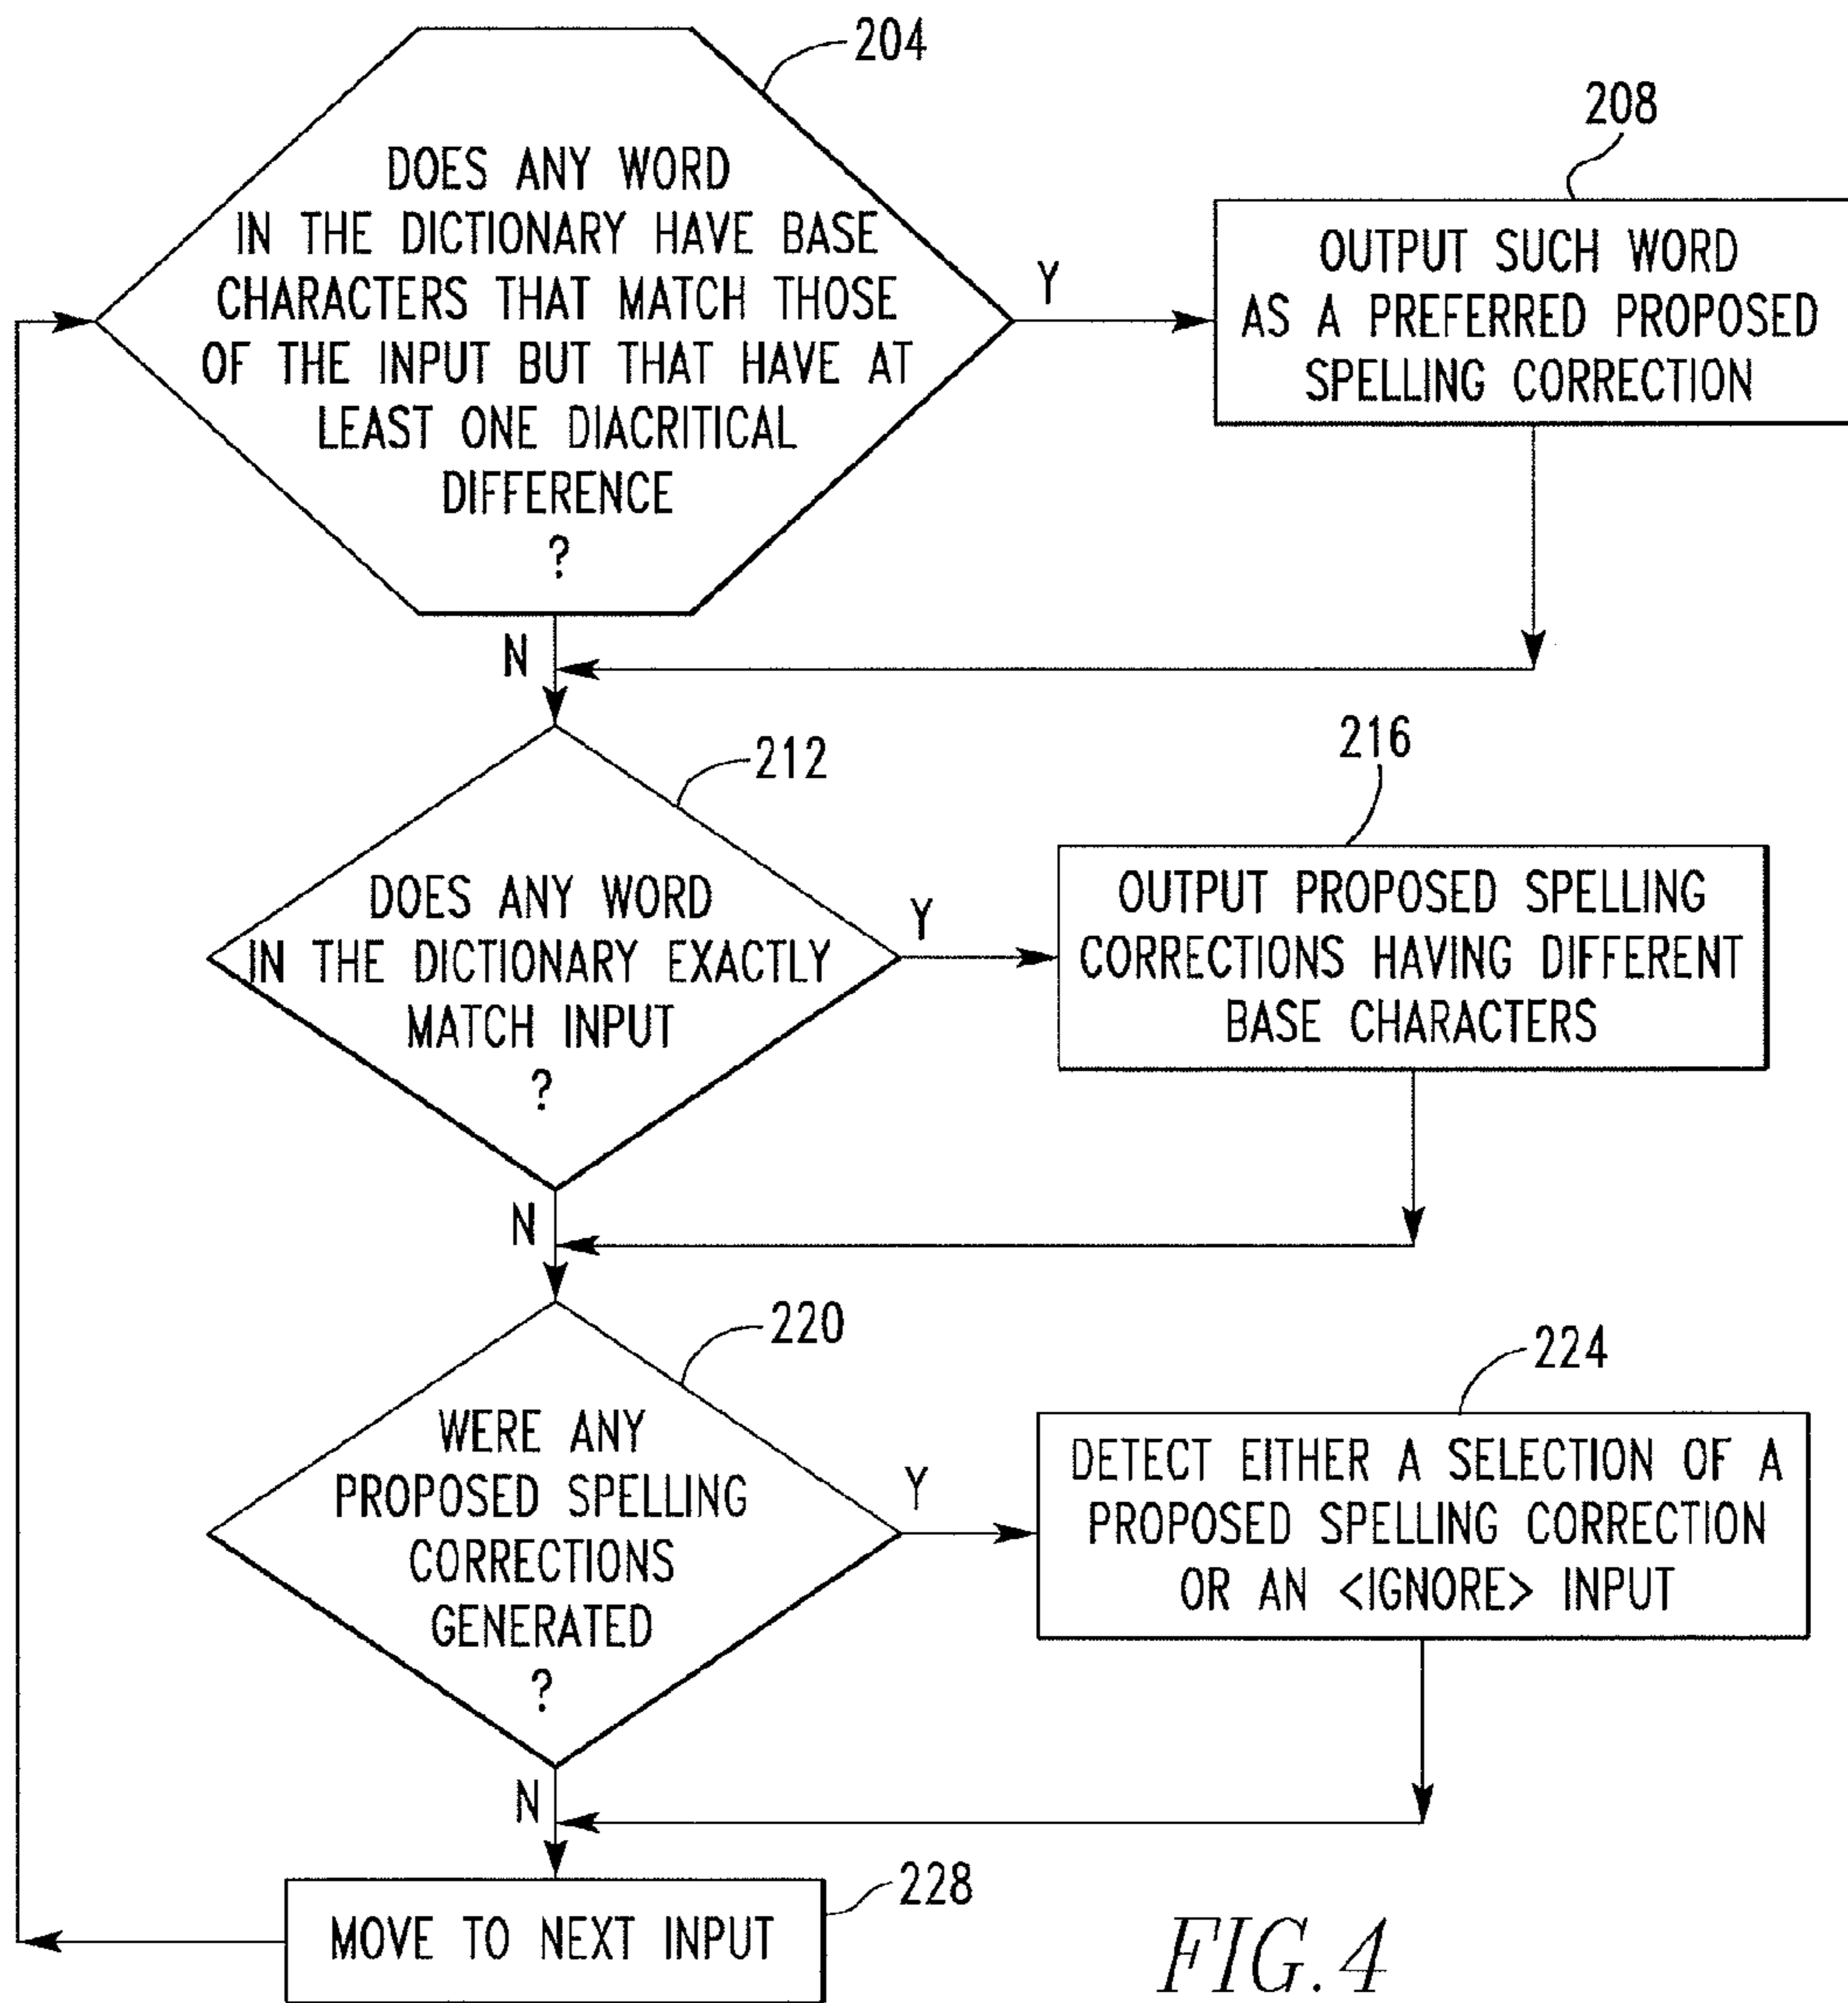 204
DOES ANY WORD
IN THE DICTIONARY HAVE BASE
CHARACTERS THAT MATCH THOSE
OF THE INPUT BUT THAT HAVE AT
LEAST ONE DIACRITICAL
DIFFERENCE
?
Y
208
OUTPUT SUCH WORD
AS A PREFERRED PROPOSED
SPELLING CORRECTION
N
212
DOES ANY WORD
IN THE DICTIONARY EXACTLY
MATCH INPUT
?
Y
216
OUTPUT PROPOSED SPELLING
CORRECTIONS HAVING DIFFERENT
BASE CHARACTERS
N
220
WERE ANY
PROPOSED SPELLING
CORRECTIONS
GENERATED
?
Y
224
DETECT EITHER A SELECTION OF A
PROPOSED SPELLING CORRECTION
OR AN <IGNORE> INPUT
N
228
MOVE TO NEXT INPUT
FIG.4